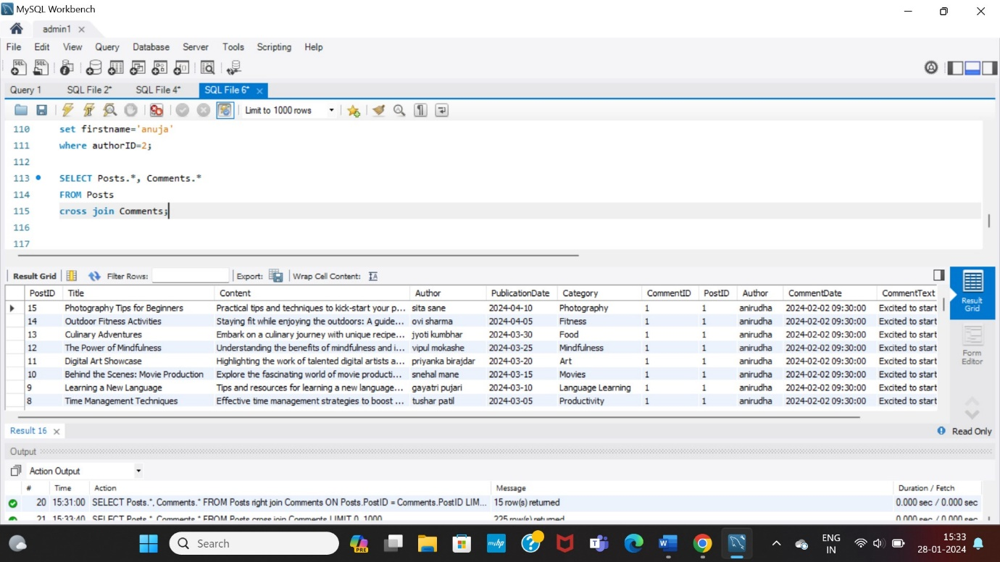 MySQL Workbench
admin1
File Edit View Query Database Server Tools Scripting Help
Query 1 SQL File 2* SQL File 4* SQL File 6*
Limit to 1000 rows
110 set firstname='anuja'
111 where authorID=2;
112
113 SELECT Posts.*, Comments.*
114 FROM Posts
115 cross join Comments;
116
117
Result Grid Filter Rows: Export: Wrap Cell Content:
PostID Title Content Author PublicationDate Category CommentID PostID Author CommentDate CommentText
15 Photography Tips for Beginners Practical tips and techniques to kick-start your p... sita sane 2024-04-10 Photography 1 1 anirudha 2024-02-02 09:30:00 Excited to start
14 Outdoor Fitness Activities Staying fit while enjoying the outdoors: A guide... ovi sharma 2024-04-05 Fitness 1 1 anirudha 2024-02-02 09:30:00 Excited to start
13 Culinary Adventures Embark on a culinary journey with unique recipe... jyoti kumbhar 2024-03-30 Food 1 1 anirudha 2024-02-02 09:30:00 Excited to start
12 The Power of Mindfulness Understanding the benefits of mindfulness and i... vipul mokashe 2024-03-25 Mindfulness 1 1 anirudha 2024-02-02 09:30:00 Excited to start
11 Digital Art Showcase Highlighting the work of talented digital artists a... priyanka birajdar 2024-03-20 Art 1 1 anirudha 2024-02-02 09:30:00 Excited to start
10 Behind the Scenes: Movie Production Explore the fascinating world of movie producti... snehal mane 2024-03-15 Movies 1 1 anirudha 2024-02-02 09:30:00 Excited to start
9 Learning a New Language Tips and resources for learning a new language... gayatri pujari 2024-03-10 Language Learning 1 1 anirudha 2024-02-02 09:30:00 Excited to start
8 Time Management Techniques Effective time management strategies to boost ... tushar patil 2024-03-05 Productivity 1 1 anirudha 2024-02-02 09:30:00 Excited to start
Result
Grid
Form
Editor
Result 16 Read Only
Output
Action Output
# Time Action Message Duration / Fetch
20 15:31:00 SELECT Posts.*, Comments.* FROM Posts right join Comments ON Posts.PostID = Comments.PostID LIM... 15 row(s) returned 0.000 sec / 0.000 sec
21 15:33:40 SELECT Posts.*, Comments.* FROM Posts cross join Comments LIMIT 0, 1000 225 row(s) returned 0.000 sec / 0.000 sec
Search
PRE
myhp
ENG
IN
15:33
28-01-2024